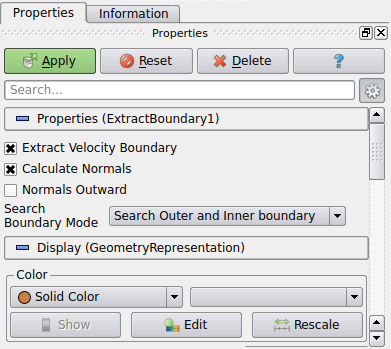 Properties Information
Properties
Apply Reset Delete ?
Search...
Properties (ExtractBoundary1)
Extract Velocity Boundary
Calculate Normals
Normals Outward
Search
Boundary Mode Search Outer and Inner boundary
Display (GeometryRepresentation)
Color
Solid Color
Show Edit Rescale